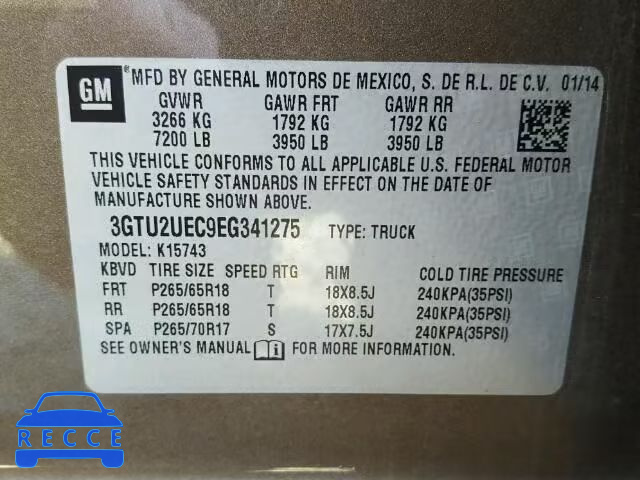 GM ® MFD BY GENERAL MOTORS DE MEXICO, S. DE R.L. DE C.V. 01/14
GVWR GAWR FRT GAWR RR
3266 KG 1792 KG 1792 KG
7200 LB 3950 LB 3950 LB
THIS VEHICLE CONFORMS TO ALL APPLICABLE U.S. FEDERAL MOTOR
VEHICLE SAFETY STANDARDS IN EFFECT ON THE DATE OF
MANUFACTURE SHOWN ABOVE.
3GTU2UEC9EG341275 TYPE: TRUCK
MODEL: K15743
KBVD TIRE SIZE SPEED RTG RIM COLD TIRE PRESSURE
FRT P265/65R18 T 18X8.5J 240KPA(35PSI)
RR P265/65R18 T 18X8.5J 240KPA(35PSI)
SPA P265/70R17 S 17X7.5J 240KPA(35PSI)
SEE OWNER'S MANUAL FOR MORE INFORMATION.
AUTO
AUCTION
HISTORY